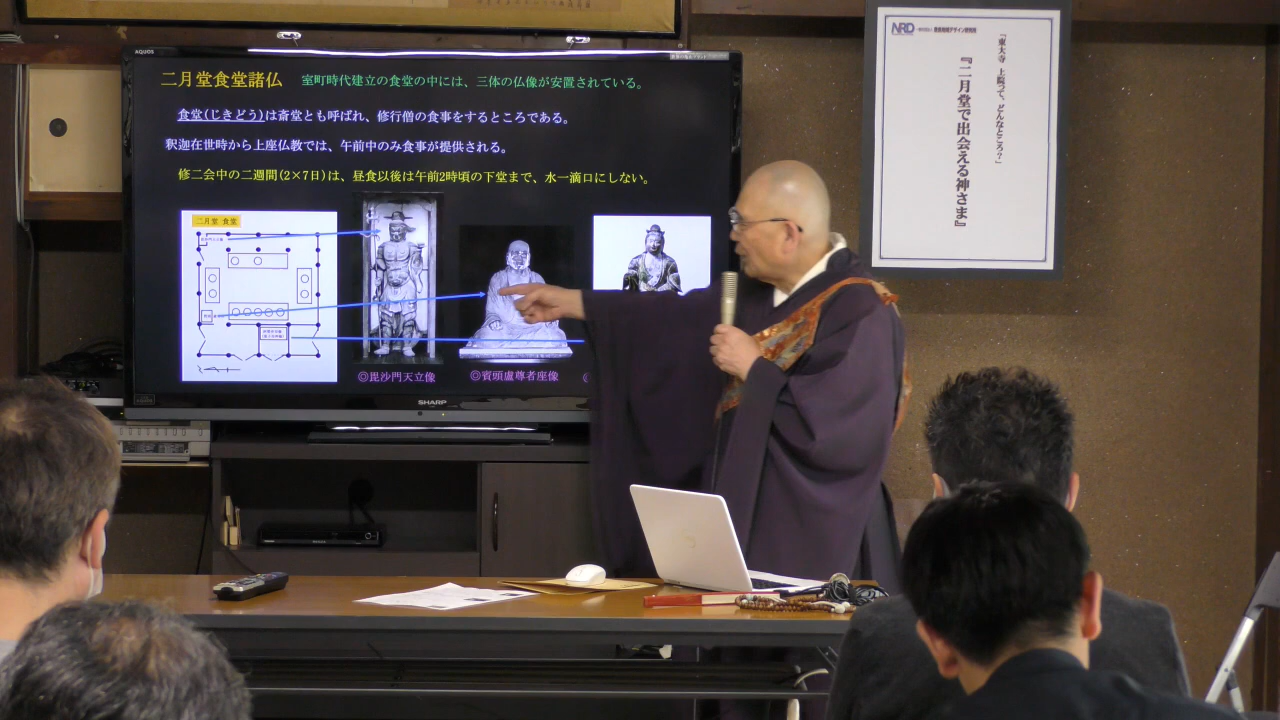 AQUOS
二月堂食堂諸仏 室町時代建立の食堂の中には、三体の仏像が安置されている。
食堂(じきどう)は斎堂とも呼ばれ、修行僧の食事をするところである。
釈迦在世時から上座仏教では、午前中のみ食事が提供される。
修二会中の二週間(2×7日)は、昼食以後は午前2時頃の下堂まで、水一滴口にしない。
二月堂 食堂
◎毘沙門天立像
◎賓頭盧尊者座像
◎
SHARP
NRD
「東大寺 上院って、どんなところ?」
『二月堂で出会える神さま』